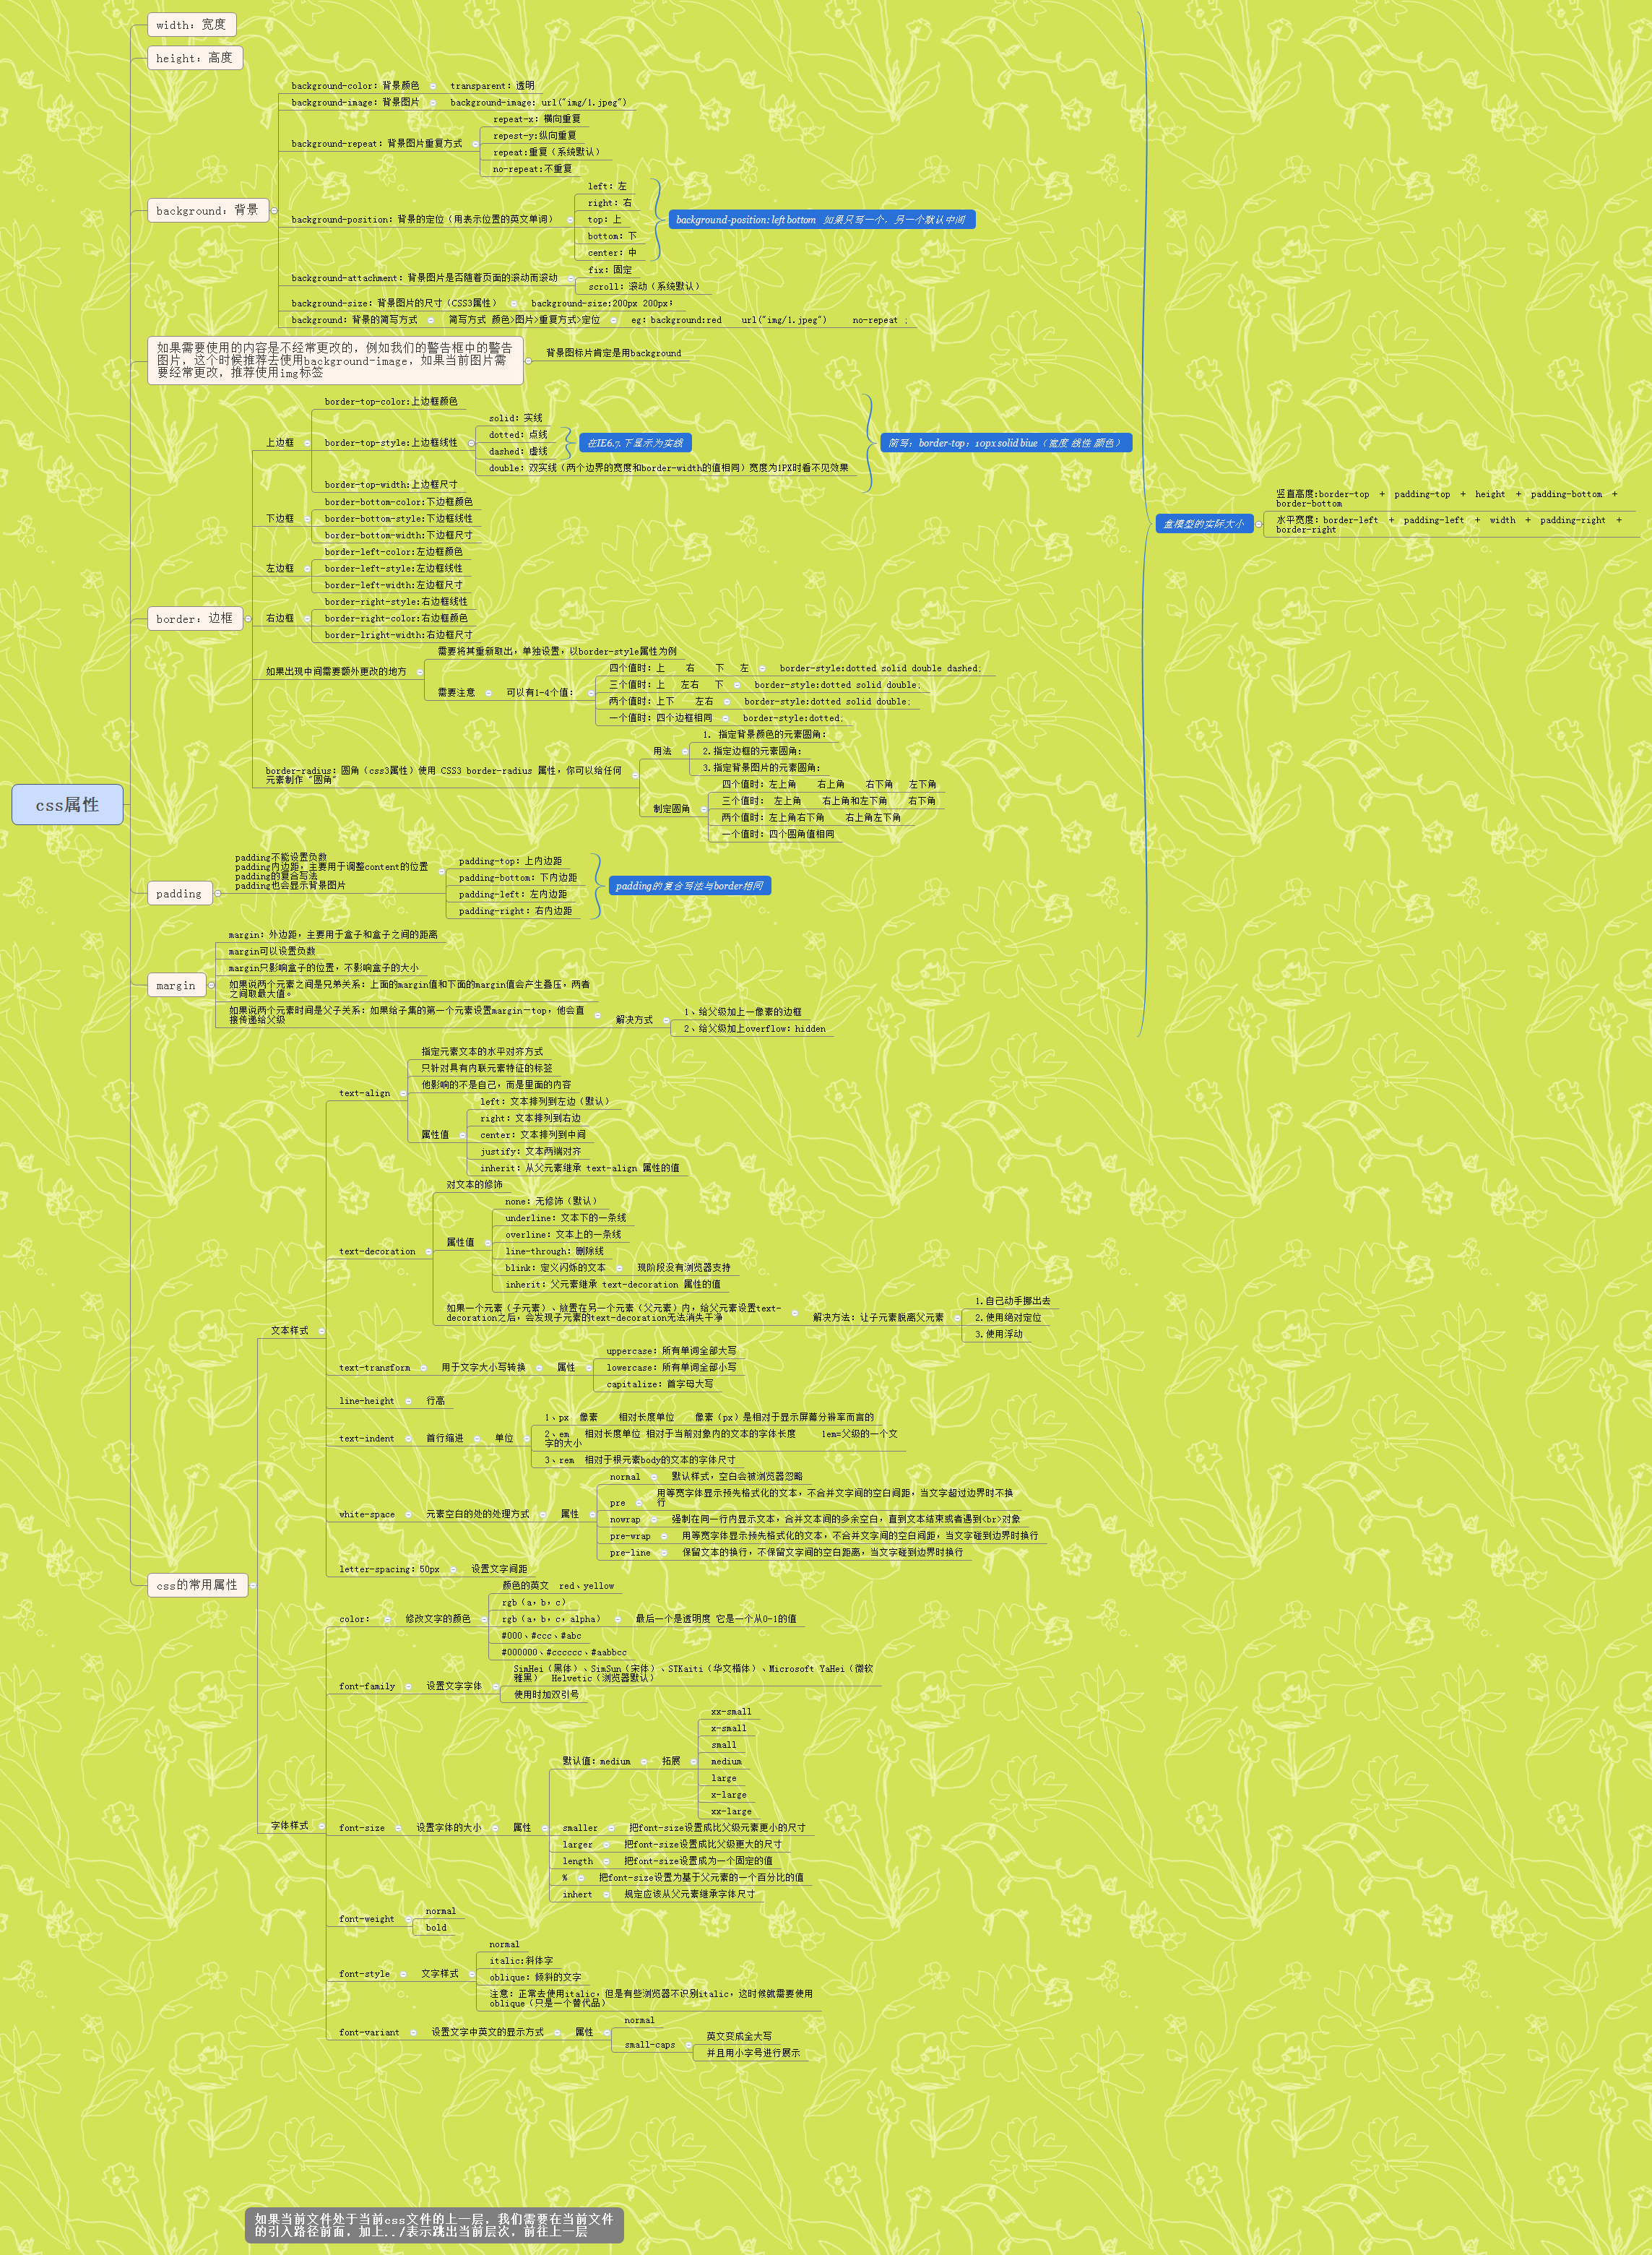 css属性
width：宽度
height：高度
background：背景
background-color：背景颜色
transparent：透明
background-image：背景图片
background-image：url("img/1.jpeg")
background-repeat：背景图片重复方式
repeat-x：横向重复
repest-y:纵向重复
repeat:重复（系统默认）
no-repeat:不重复
background-position：背景的定位（用表示位置的英文单词）
left：左
right：右
top：上
bottom：下
center：中
background-position: left bottom 如果只写一个，另一个默认中间
background-attachment：背景图片是否随着页面的滚动而滚动
fix：固定
scroll：滚动（系统默认）
background-size：背景图片的尺寸（CSS3属性）
background-size:200px 200px;
background：背景的简写方式
简写方式 颜色>图片>重复方式>定位
eg：background:red url("img/1.jpeg") no-repeat ;
如果需要使用的内容是不经常更改的，例如我们的警告框中的警告
图片，这个时候推荐去使用background-image，如果当前图片需
要经常更改，推荐使用img标签
背景图标片肯定是用background
border：边框
上边框
border-top-color:上边框颜色
border-top-style:上边框线性
solid：实线
dotted：点线
dashed：虚线
double：双实线（两个边界的宽度和border-width的值相同）宽度为1PX时看不见效果
在IE6.7.下显示为实线
border-top-width:上边框尺寸
简写：border-top：10px solid biue（宽度 线性 颜色）
下边框
border-bottom-color:下边框颜色
border-bottom-style:下边框线性
border-bottom-width:下边框尺寸
左边框
border-left-color:左边框颜色
border-left-style:左边框线性
border-left-width:左边框尺寸
右边框
border-right-style:右边框线性
border-right-color:右边框颜色
border-lright-width:右边框尺寸
如果出现中间需要额外更改的地方
需要将其重新取出，单独设置，以border-style属性为例
需要注意
可以有1-4个值：
四个值时：上 右 下 左
border-style:dotted solid double dashed;
三个值时：上 左右 下
border-style:dotted solid double;
两个值时：上下 左右
border-style:dotted solid double;
一个值时：四个边框相同
border-style:dotted;
border-radius：圆角（css3属性）使用 CSS3 border-radius 属性，你可以给任何
元素制作 "圆角"
用法
1. 指定背景颜色的元素圆角：
2.指定边框的元素圆角：
3.指定背景图片的元素圆角：
制定圆角
四个值时：左上角 右上角 右下角 左下角
三个值时： 左上角 右上角和左下角 右下角
两个值时：左上角右下角 右上角左下角
一个值时：四个圆角值相同
padding
padding不能设置负数
padding内边距，主要用于调整content的位置
padding的复合写法
padding也会显示背景图片
padding-top：上内边距
padding-bottom：下内边距
padding-left：左内边距
padding-right：右内边距
padding的复合写法与border相同
margin
margin：外边距，主要用于盒子和盒子之间的距离
margin可以设置负数
margin只影响盒子的位置，不影响盒子的大小
如果说两个元素之间是兄弟关系：上面的margin值和下面的margin值会产生叠压，两者
之间取最大值。
如果说两个元素时间是父子关系：如果给子集的第一个元素设置margin—top，他会直
接传递给父级
解决方式
1、给父级加上一像素的边框
2、给父级加上overflow：hidden
盒模型的实际大小
竖直高度:border-top + padding-top + height + padding-bottom +
border-bottom
水平宽度：border-left + padding-left + width + padding-right +
border-right
css的常用属性
文本样式
text-align
指定元素文本的水平对齐方式
只针对具有内联元素特征的标签
他影响的不是自己，而是里面的内容
属性值
left：文本排列到左边（默认）
right：文本排列到右边
center：文本排列到中间
justify：文本两端对齐
inherit：从父元素继承 text-align 属性的值
text-decoration
对文本的修饰
属性值
none：无修饰（默认）
underline：文本下的一条线
overline：文本上的一条线
line-through：删除线
blink：定义闪烁的文本
现阶段没有浏览器支持
inherit：父元素继承 text-decoration 属性的值
如果一个元素（子元素）、放置在另一个元素（父元素）内，给父元素设置text-
decoration之后，会发现子元素的text-decoration无法消失干净
解决方法：让子元素脱离父元素
1.自己动手挪出去
2.使用绝对定位
3.使用浮动
text-transform
用于文字大小写转换
属性
uppercase：所有单词全部大写
lowercase：所有单词全部小写
capitalize：首字母大写
line-height
行高
text-indent
首行缩进
单位
1、px 像素 相对长度单位 像素（px）是相对于显示屏幕分辨率而言的
2、em 相对长度单位 相对于当前对象内的文本的字体长度 1em=父级的一个文
字的大小
3、rem 相对于根元素body的文本的字体尺寸
white-space
元素空白的处的处理方式
属性
normal
默认样式，空白会被浏览器忽略
pre
用等宽字体显示预先格式化的文本，不合并文字间的空白间距，当文字超过边界时不换
行
nowrap
强制在同一行内显示文本，合并文本间的多余空白，直到文本结束或者遇到<br>对象
pre-wrap
用等宽字体显示预先格式化的文本，不合并文字间的空白间距，当文字碰到边界时换行
pre-line
保留文本的换行，不保留文字间的空白距离，当文字碰到边界时换行
letter-spacing：50px
设置文字间距
字体样式
color：
修改文字的颜色
颜色的英文 red、yellow
rgb（a，b，c）
rgb（a，b，c，alpha）
最后一个是透明度 它是一个从0-1的值
#000、#ccc、#abc
#000000、#cccccc、#aabbcc
font-family
设置文字字体
SimHei（黑体）、SimSun（宋体）、STKaiti（华文楷体）、Microsoft YaHei（微软
雅黑） Helvetic（浏览器默认）
使用时加双引号
font-size
设置字体的大小
属性
默认值：medium
拓展
xx-small
x-small
small
medium
large
x-large
xx-large
smaller
把font-size设置成比父级元素更小的尺寸
larger
把font-size设置成比父级更大的尺寸
length
把font-size设置成为一个固定的值
%
把font-size设置为基于父元素的一个百分比的值
inhert
规定应该从父元素继承字体尺寸
font-weight
normal
bold
font-style
文字样式
normal
italic:斜体字
oblique：倾斜的文字
注意：正常去使用italic，但是有些浏览器不识别italic，这时候就需要使用
oblique（只是一个替代品）
font-variant
设置文字中英文的显示方式
属性
normal
small-caps
英文变成全大写
并且用小字号进行展示
如果当前文件处于当前css文件的上一层，我们需要在当前文件
的引入路径前面，加上../表示跳出当前层次，前往上一层